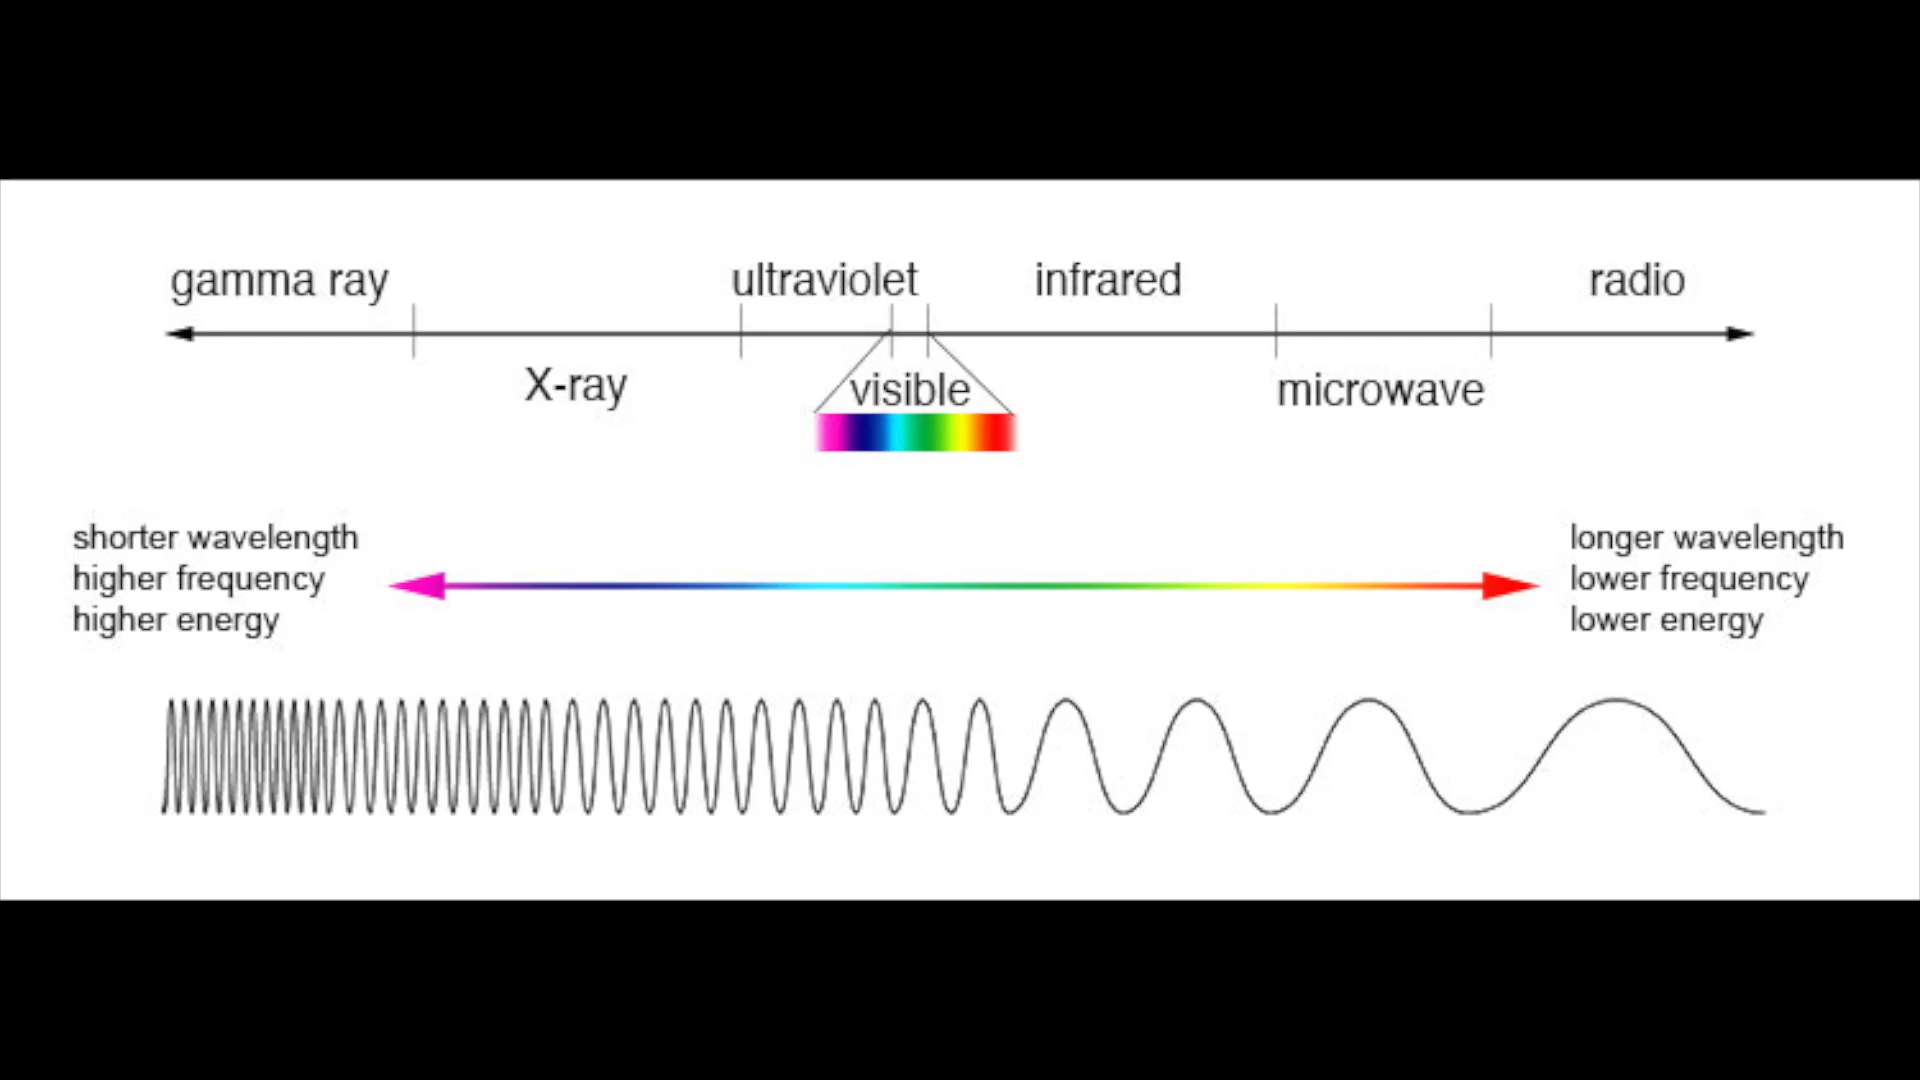 gamma ray
ultraviolet
infrared
radio
X-ray
visible
microwave
shorter wavelength
higher frequency
higher energy
longer wavelength
lower frequency
lower energy